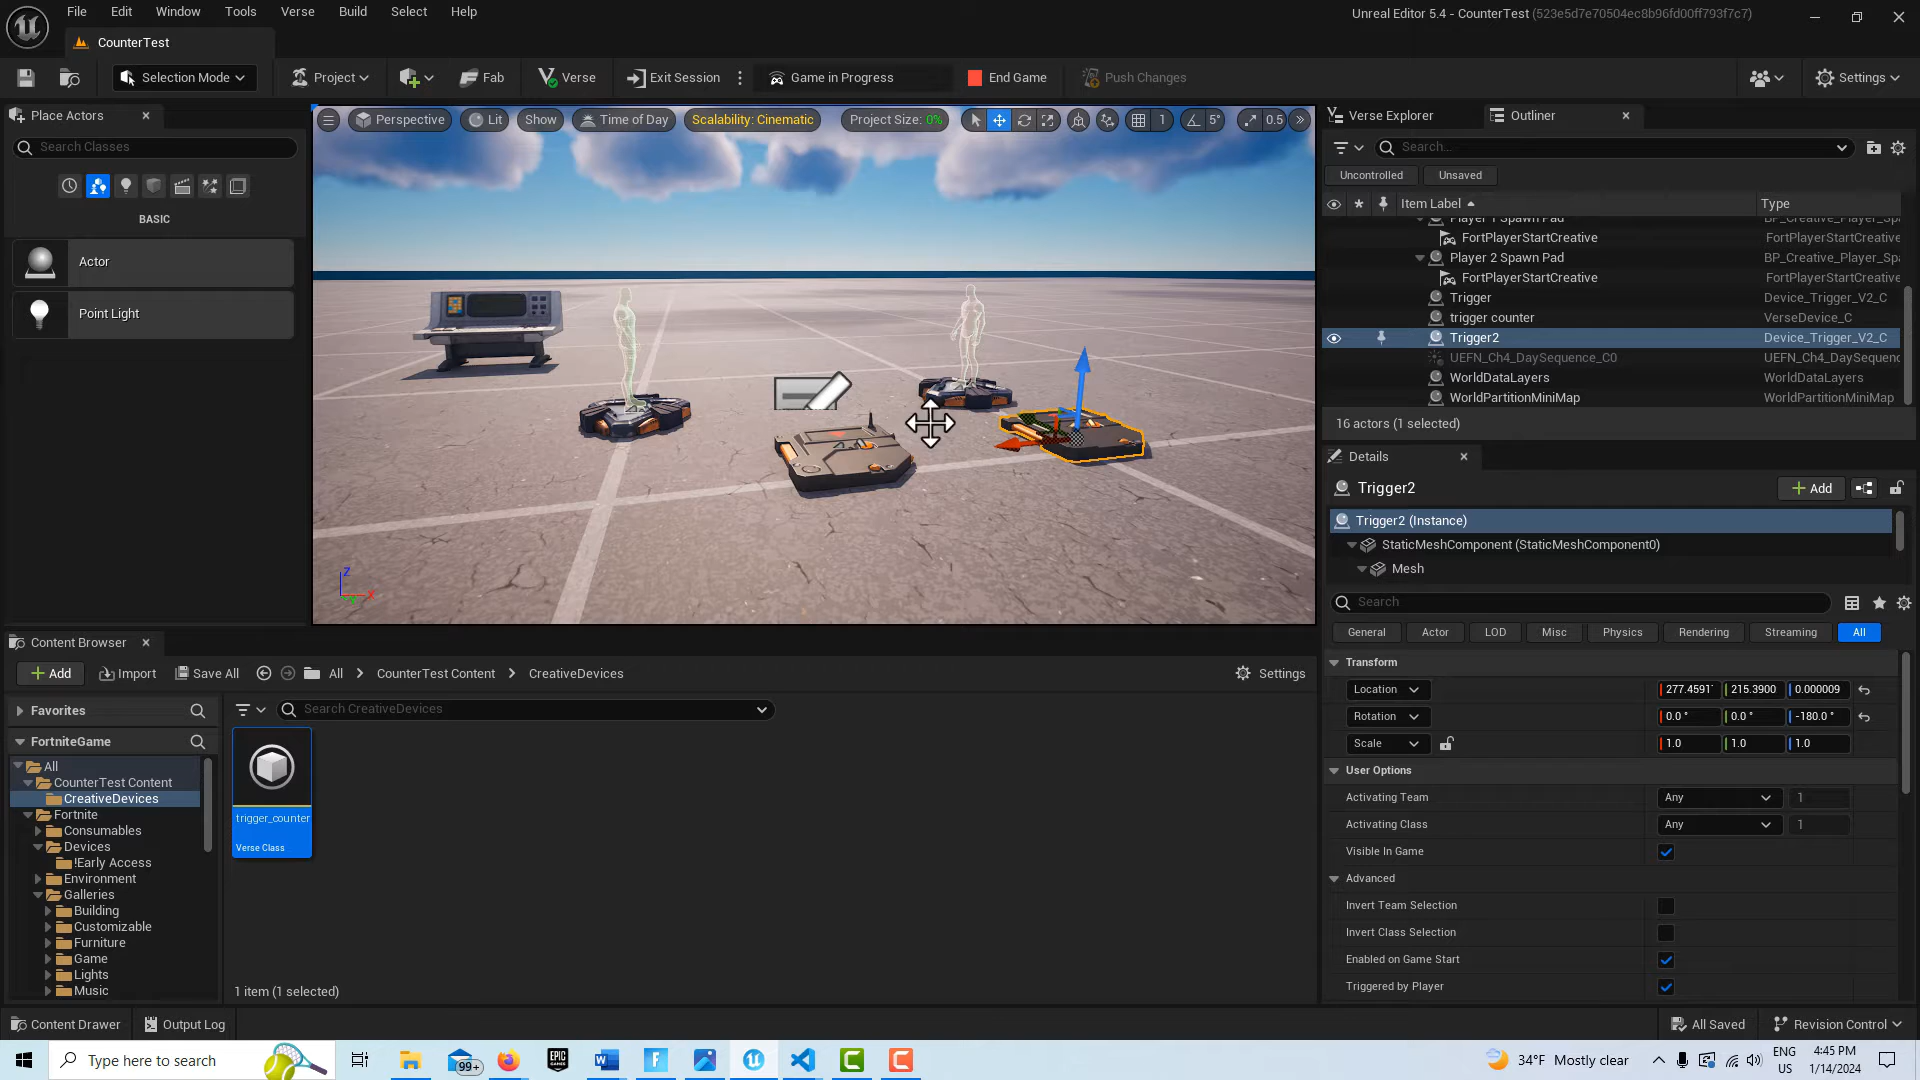 File Edit Window Tools Verse Build Select Help
Unreal Editor 5.4 - CounterTest (523e5d7e70504ec8b96fd00ff793f7c7)
CounterTest
Selection Mode
Project
Fab
Verse
Exit Session
Game in Progress
End Game
Push Changes
Settings
Place Actors
Search Classes
BASIC
Actor
Point Light
Perspective
Lit
Show
Time of Day
Scalability: Cinematic
Project Size: 0%
1
5°
0.5
Z
X
Verse Explorer
Outliner
Search...
Uncontrolled
Unsaved
Item Label
Type
Player 1 Spawn Pad BP_Creative_Player_Spa
FortPlayerStartCreative FortPlayerStartCreative
Player 2 Spawn Pad BP_Creative_Player_Spa
FortPlayerStartCreative FortPlayerStartCreative
Trigger Device_Trigger_V2_C
trigger counter VerseDevice_C
Trigger2 Device_Trigger_V2_C
UEFN_Ch4_DaySequence_C0 UEFN_Ch4_DaySequenc
WorldDataLayers WorldDataLayers
WorldPartitionMiniMap WorldPartitionMiniMap
16 actors (1 selected)
Details
Trigger2
Add
Trigger2 (Instance)
StaticMeshComponent (StaticMeshComponent0)
Mesh
Search
General Actor LOD Misc Physics Rendering Streaming All
Transform
Location 277.4591 215.3900 0.000009
Rotation 0.0 ° 0.0 ° -180.0 °
Scale 1.0 1.0 1.0
User Options
Activating Team Any 1
Activating Class Any 1
Visible In Game
Advanced
Invert Team Selection
Invert Class Selection
Enabled on Game Start
Triggered by Player
Content Browser
Add
Import
Save All
All
CounterTest Content
CreativeDevices
Settings
Favorites
Search CreativeDevices
FortniteGame
All
CounterTest Content
CreativeDevices
Fortnite
Consumables
Devices
!Early Access
Environment
Galleries
Building
Customizable
Furniture
Game
Lights
Music
trigger_counter
Verse Class
1 item (1 selected)
Content Drawer
Output Log
All Saved
Revision Control
Type here to search
99+
34°F Mostly clear
ENG
US
4:45 PM
1/14/2024